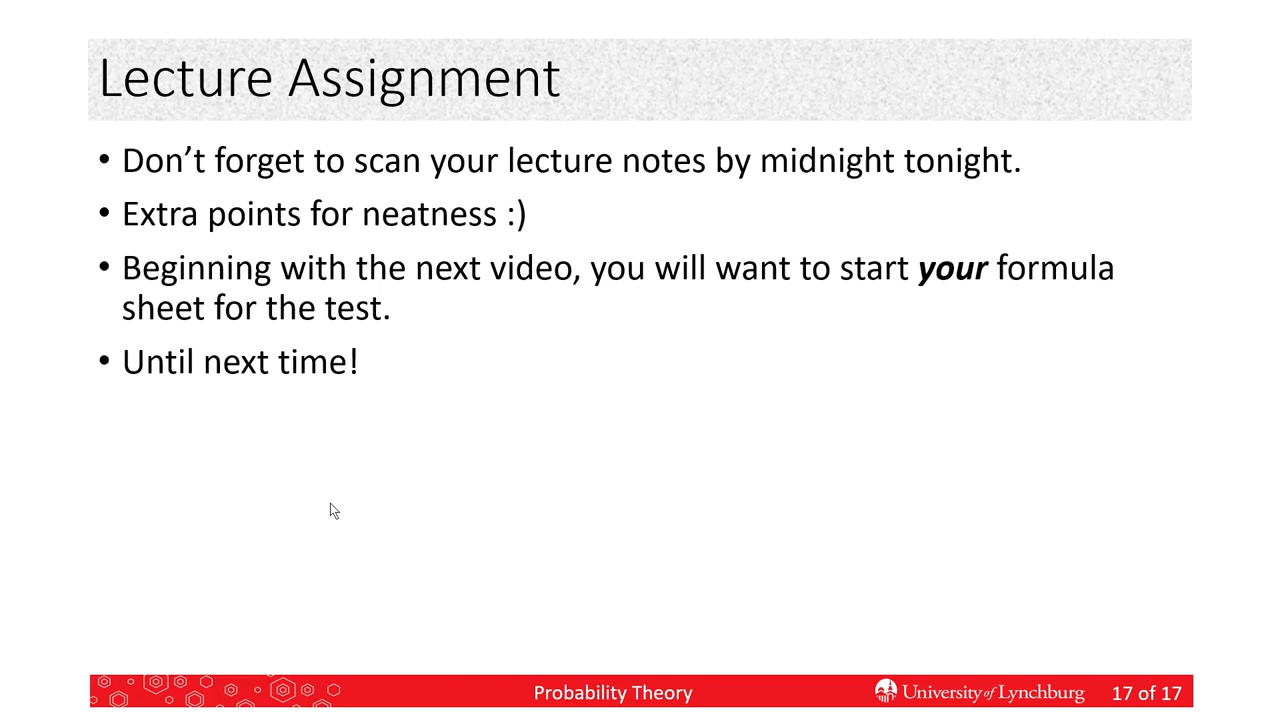 Lecture Assignment
• Don’t forget to scan your lecture notes by midnight tonight.
• Extra points for neatness :)
• Beginning with the next video, you will want to start your formula
sheet for the test.
• Until next time!
Probability Theory
University of Lynchburg
17 of 17